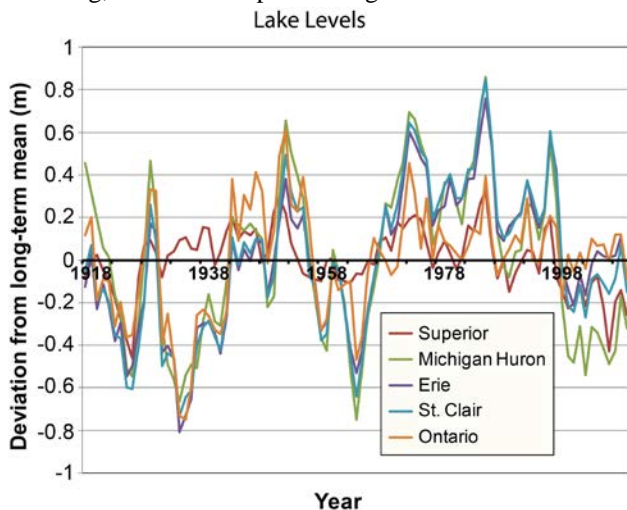 Lake Levels
1
0.8
0.6
0.4
0.2
0
-0.2
-0.4
-0.6
-0.8
-1
Deviation from long-term mean (m)
1918 1938 1958 1978 1998
Superior
Michigan Huron
Erie
St. Clair
Ontario
Year